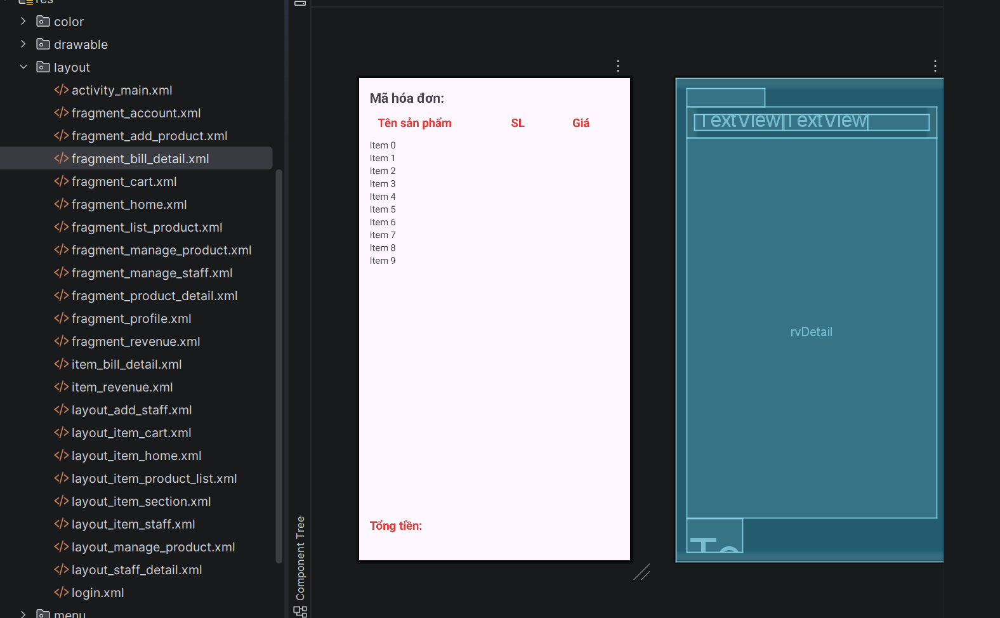 res
color
drawable
layout
activity_main.xml
fragment_account.xml
fragment_add_product.xml
fragment_bill_detail.xml
fragment_cart.xml
fragment_home.xml
fragment_list_product.xml
fragment_manage_product.xml
fragment_manage_staff.xml
fragment_product_detail.xml
fragment_profile.xml
fragment_revenue.xml
item_bill_detail.xml
item_revenue.xml
layout_add_staff.xml
layout_item_cart.xml
layout_item_home.xml
layout_item_product_list.xml
layout_item_section.xml
layout_item_staff.xml
layout_manage_product.xml
layout_staff_detail.xml
login.xml
menu
Component Tree
Mã hóa đơn:
Tên sản phẩm SL Giá
Item 0
Item 1
Item 2
Item 3
Item 4
Item 5
Item 6
Item 7
Item 8
Item 9
Tổng tiền:
TextView TextView
rvDetail